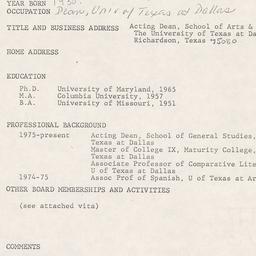 YEAR BORN 1930.
OCCUPATION Dean, Univ of Texas at Dallas
TITLE AND BUSINESS ADDRESS Acting Dean, School of Arts &
The University of Texas at Da
Richardson, Texas 75080
HOME ADDRESS
EDUCATION
Ph.D. University of Maryland, 1965
M.A. Columbia University, 1957
B.A. University of Missouri, 1951
PROFESSIONAL BACKGROUND
1975-present Acting Dean, School of General Studies,
Texas at Dallas
Master of College IX, Maturity College,
Texas at Dallas
Associate Professor of Comparative Lite
U of Texas at Dallas
1974-75 Assoc Prof of Spanish, U of Texas at Ar
OTHER BOARD MEMBERSHIPS AND ACTIVITIES
(see attached vita)
COMMENTS